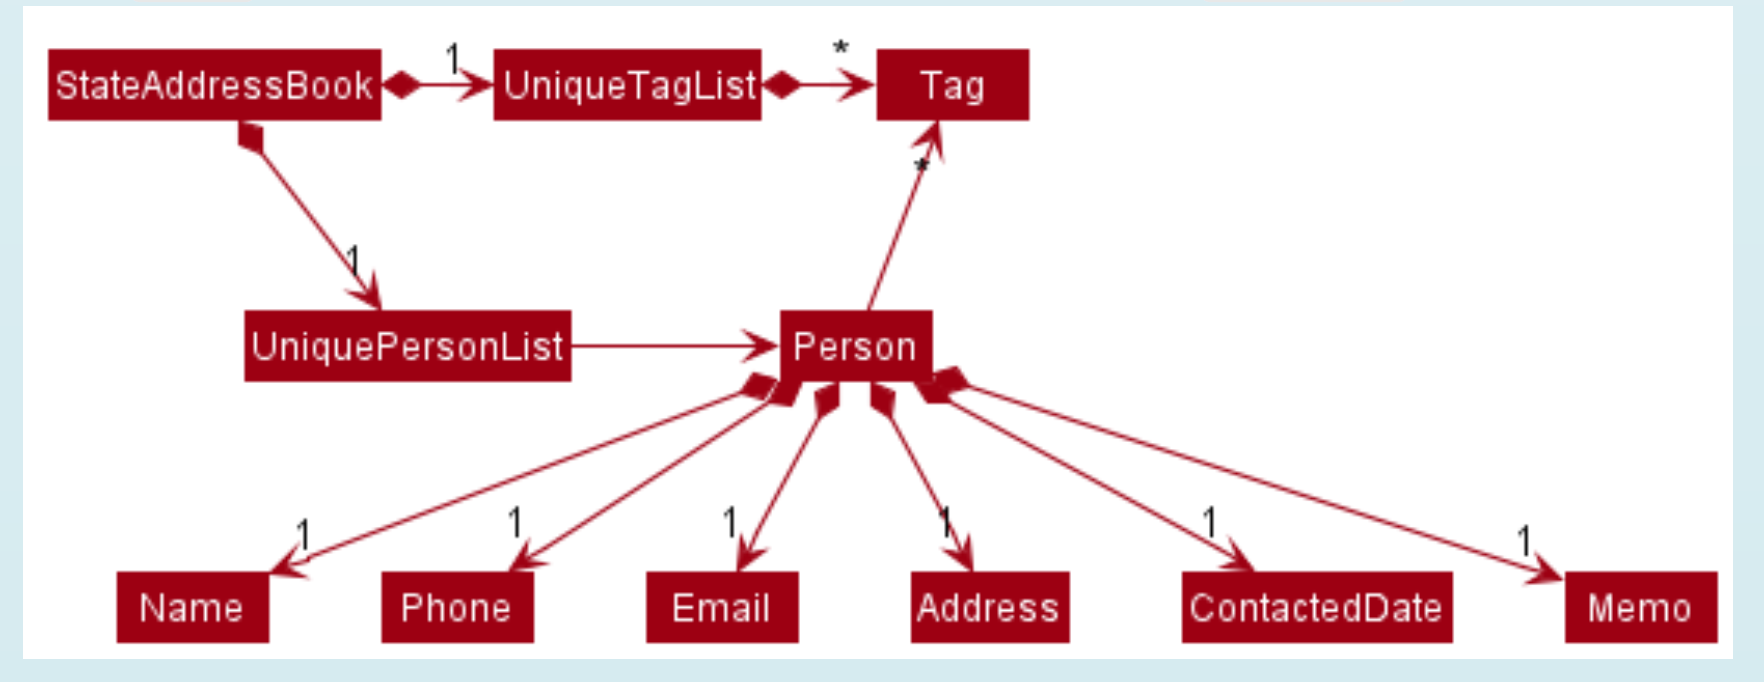 StateAddressBook
1
UniqueTagList
*
Tag
*
1
UniquePersonList
Person
1
1
1
1
1
1
Name
Phone
Email
Address
ContactedDate
Memo